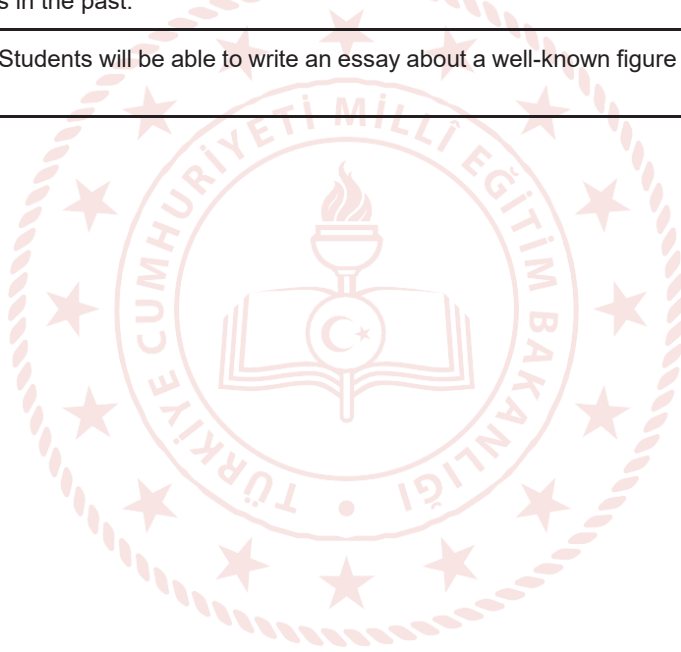 s in the past.
Students will be able to write an essay about a well-known figure
TÜRKİYE CUMHURİYETİ MİLLÎ EĞİTİM BAKANLIĞI